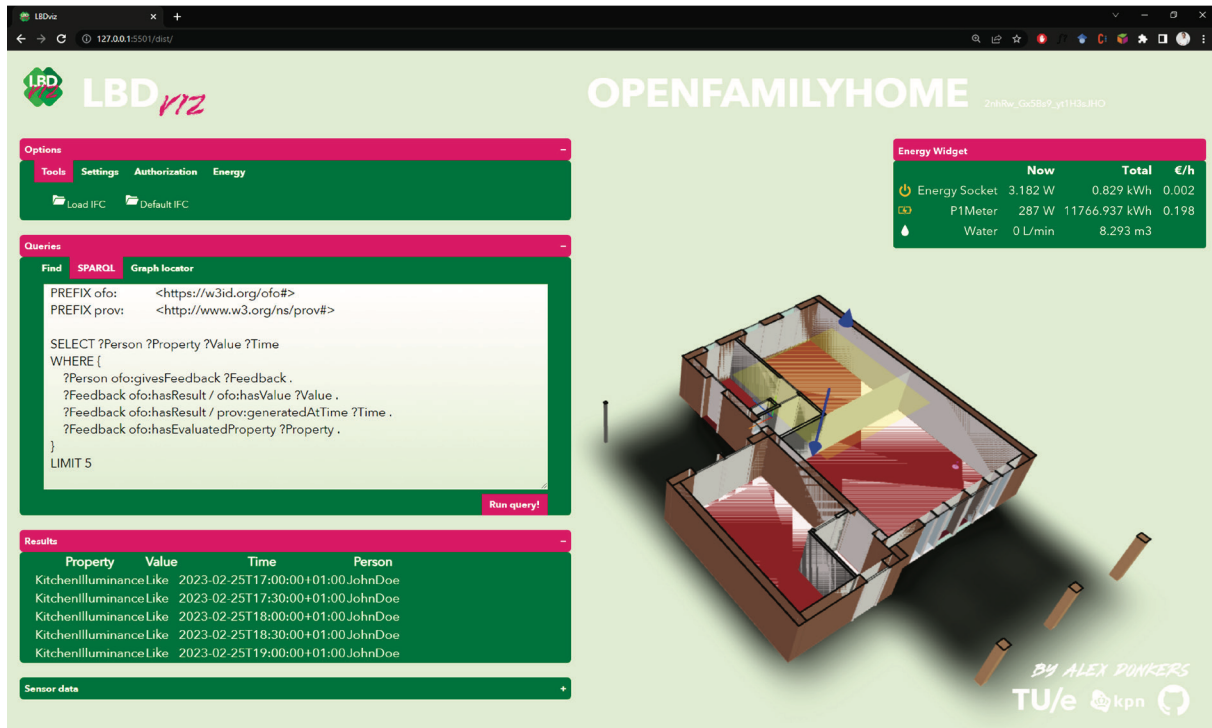 LBDviz
127.0.0.1:5501/dist/
LBD
viz
LBD viz
OPENFAMILYHOME
Options
Tools Settings Authorization Energy
Load IFC Default IFC
Energy Widget
Now Total €/h
Energy Socket 3.182 W 0.829 kWh 0.002
P1Meter 287 W 11766.937 kWh 0.198
Water 0 L/min 8.293 m3
Queries
Find SPARQL Graph locator
PREFIX ofo: <https://w3id.org/ofo#>
PREFIX prov: <http://www.w3.org/ns/prov#>
SELECT ?Person ?Property ?Value ?Time
WHERE {
?Person ofo:givesFeedback ?Feedback .
?Feedback ofo:hasResult / ofo:hasValue ?Value .
?Feedback ofo:hasResult / prov:generatedAtTime ?Time .
?Feedback ofo:hasEvaluatedProperty ?Property .
}
LIMIT 5
Run query!
Results
Property Value Time Person
KitchenIlluminance Like 2023-02-25T17:00:00+01:00 JohnDoe
KitchenIlluminance Like 2023-02-25T17:30:00+01:00 JohnDoe
KitchenIlluminance Like 2023-02-25T18:00:00+01:00 JohnDoe
KitchenIlluminance Like 2023-02-25T18:30:00+01:00 JohnDoe
KitchenIlluminance Like 2023-02-25T19:00:00+01:00 JohnDoe
Sensor data
BY ALEX DONKERS
TU/e kpn